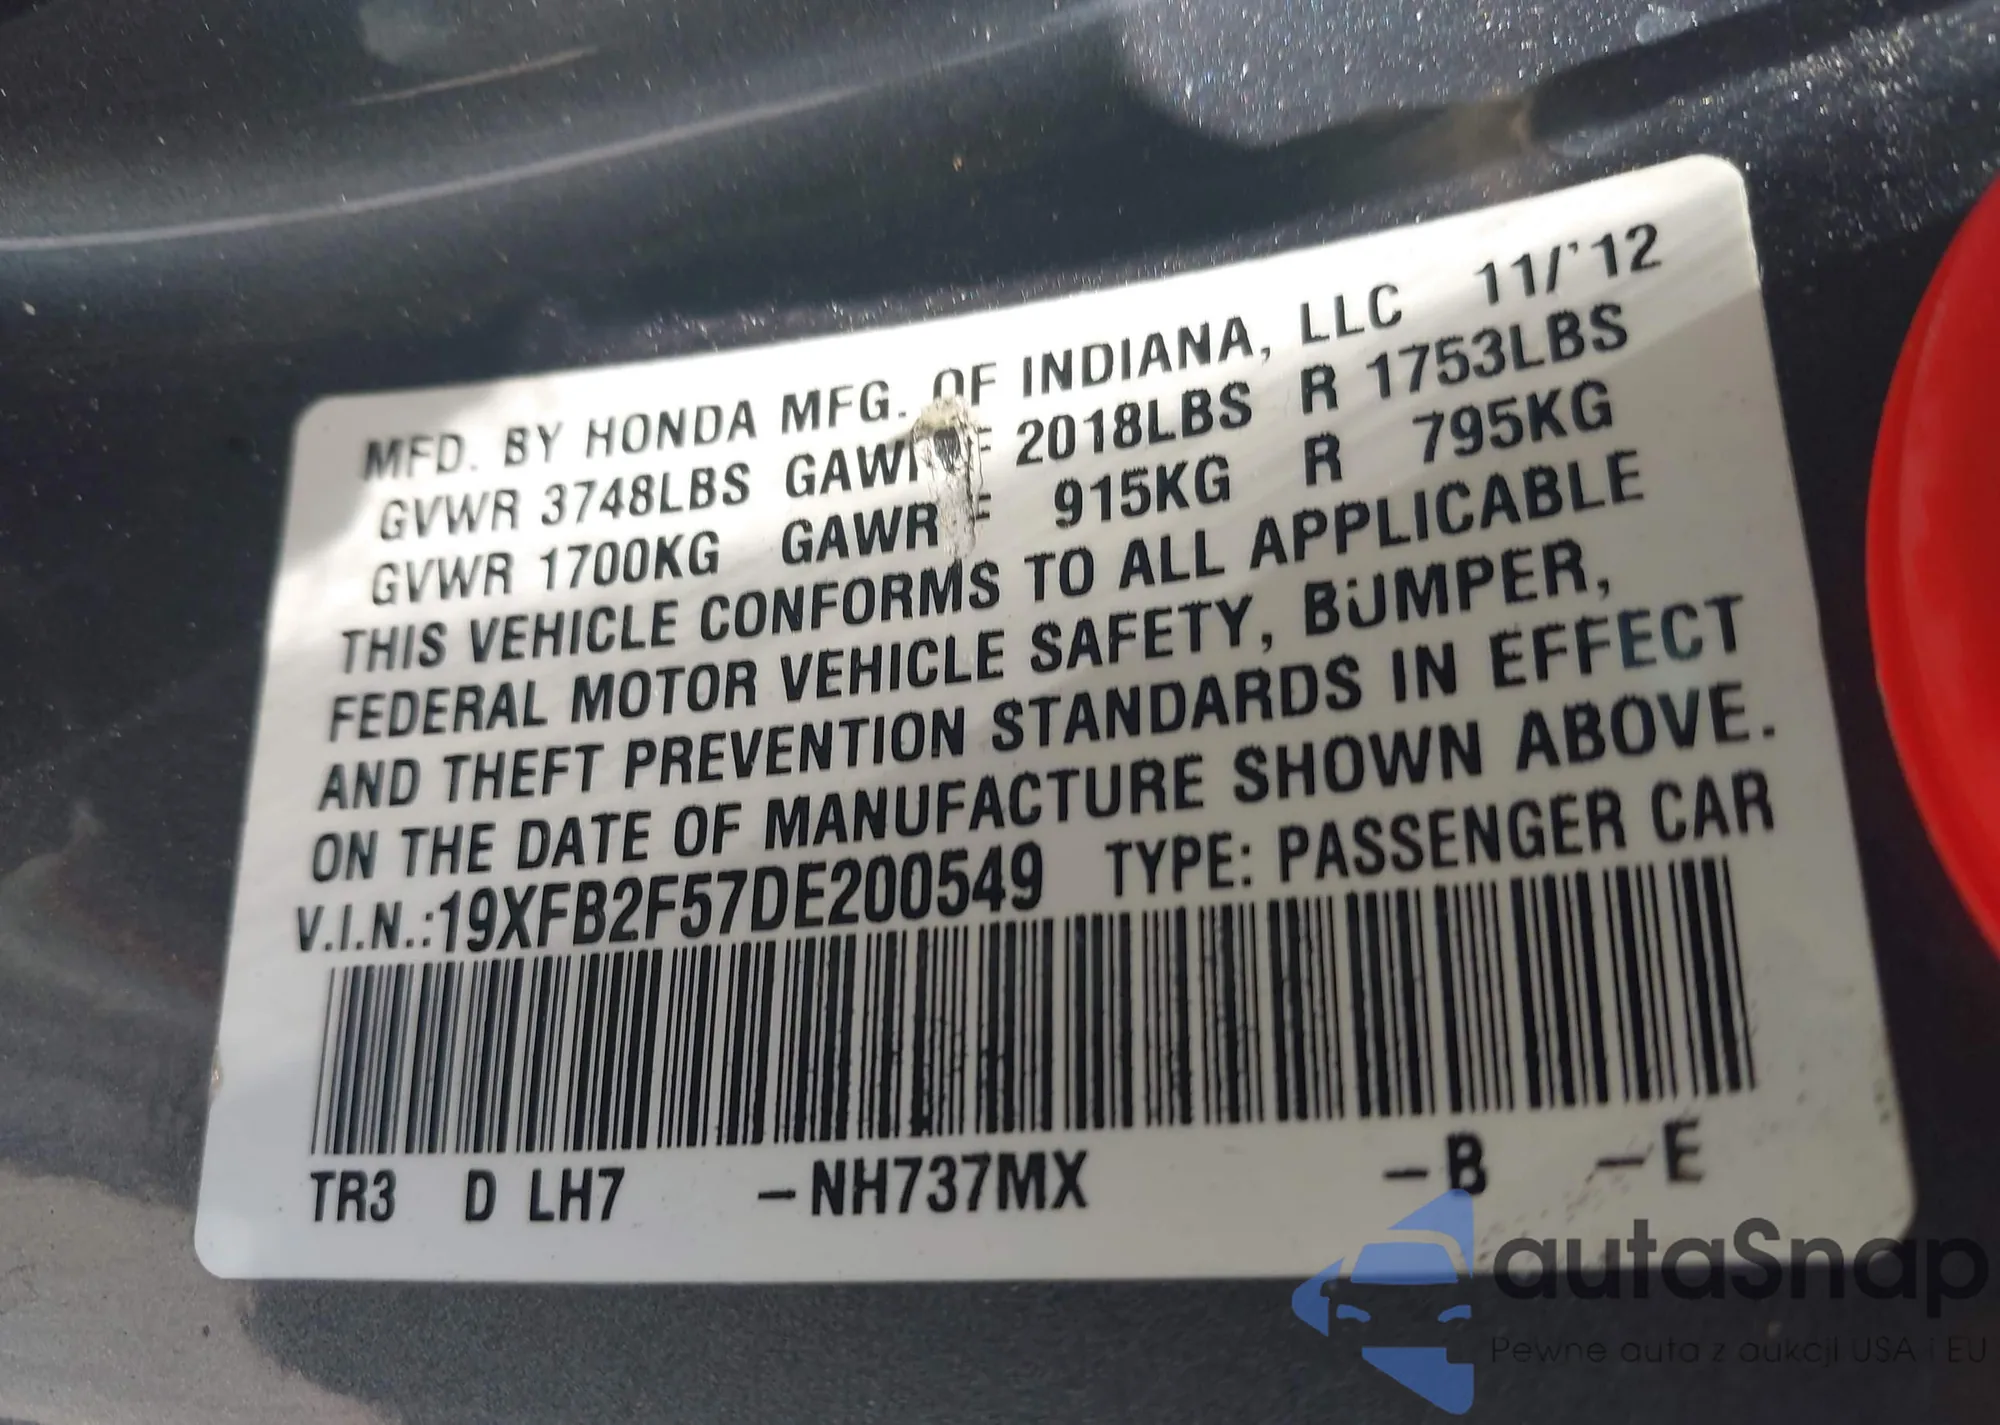 MFD. BY HONDA MFG. OF INDIANA, LLC 11/'12
GVWR 3748LBS GAWR F 2018LBS R 1753LBS
GVWR 1700KG GAWR F 915KG R 795KG
THIS VEHICLE CONFORMS TO ALL APPLICABLE
FEDERAL MOTOR VEHICLE SAFETY, BUMPER,
AND THEFT PREVENTION STANDARDS IN EFFECT
ON THE DATE OF MANUFACTURE SHOWN ABOVE.
V.I.N.:19XFB2F57DE200549 TYPE: PASSENGER CAR
TR3 D LH7 –NH737MX –B –E
autaSnap
Pewne auta z aukcji USA i EU